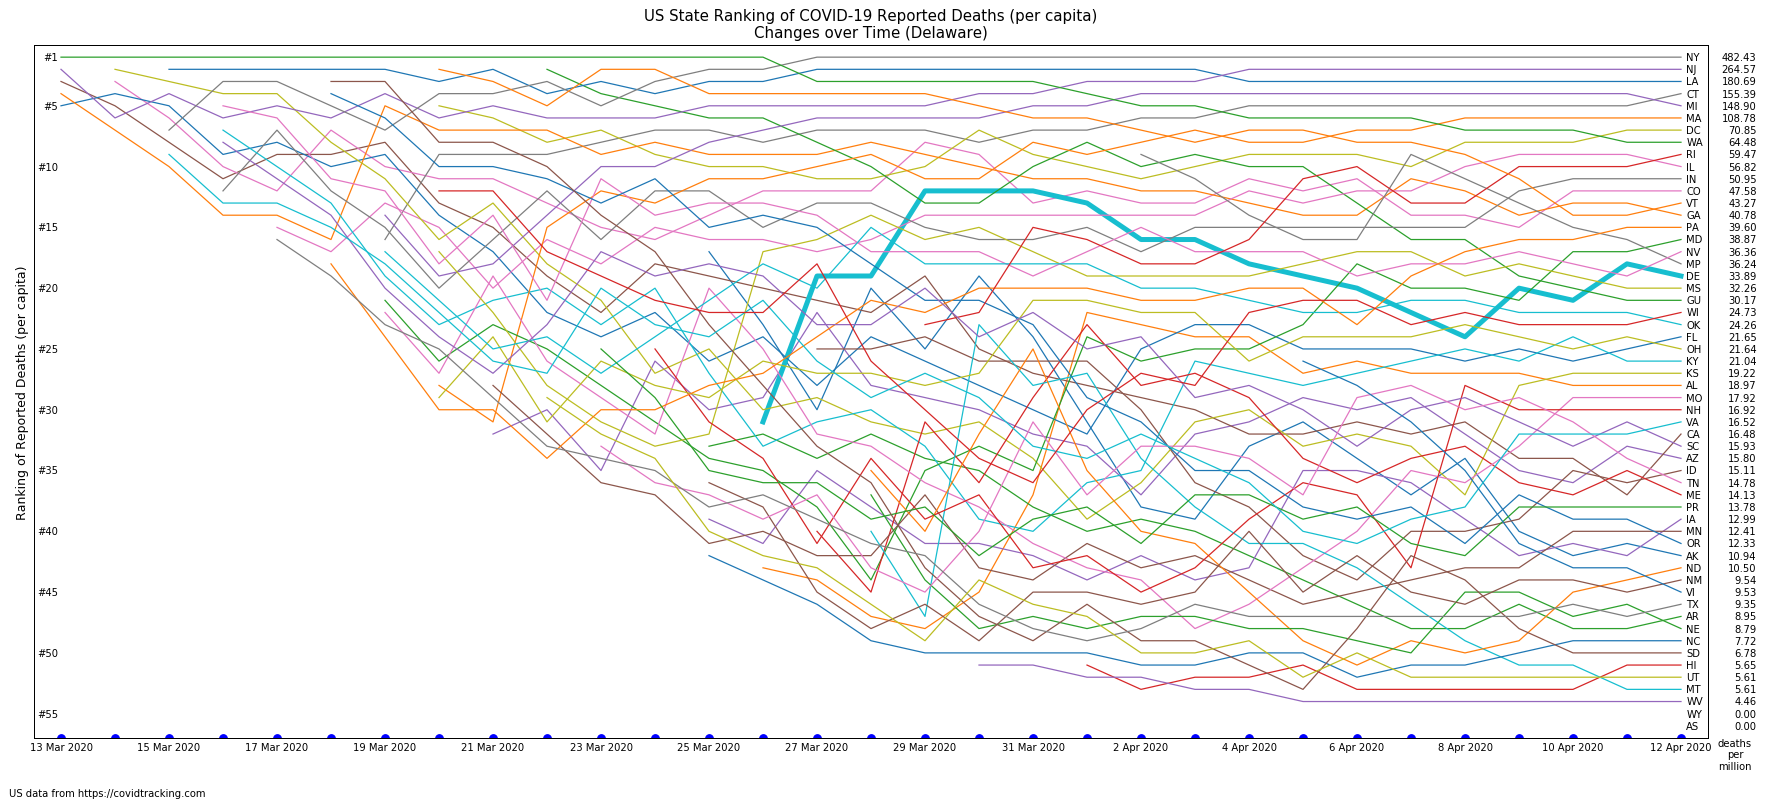 US State Ranking of COVID-19 Reported Deaths (per capita)
Changes over Time (Delaware)
Ranking of Reported Deaths (per capita)
#1
#5
#10
#15
#20
#25
#30
#35
#40
#45
#50
#55
NY 482.43
NJ 264.57
LA 180.69
CT 155.39
MI 148.90
MA 108.78
DC 70.85
WA 64.48
RI 59.47
IL 56.82
IN 50.95
CO 47.58
VT 43.27
GA 40.78
PA 39.60
MD 38.87
NV 36.36
MP 36.24
DE 33.89
MS 32.26
GU 30.17
WI 24.73
OK 24.26
FL 21.65
OH 21.64
KY 21.04
KS 19.22
AL 18.97
MO 17.92
NH 16.92
VA 16.52
CA 16.48
SC 15.93
AZ 15.80
ID 15.11
TN 14.78
ME 14.13
PR 13.78
IA 12.99
MN 12.41
OR 12.33
AK 10.94
ND 10.50
NM 9.54
VI 9.53
TX 9.35
AR 8.95
NE 8.79
NC 7.72
SD 6.78
HI 5.65
UT 5.61
MT 5.61
WV 4.46
WY 0.00
AS 0.00
13 Mar 2020 15 Mar 2020 17 Mar 2020 19 Mar 2020 21 Mar 2020 23 Mar 2020 25 Mar 2020 27 Mar 2020 29 Mar 2020 31 Mar 2020 2 Apr 2020 4 Apr 2020 6 Apr 2020 8 Apr 2020 10 Apr 2020 12 Apr 2020
deaths
per
million
US data from https://covidtracking.com